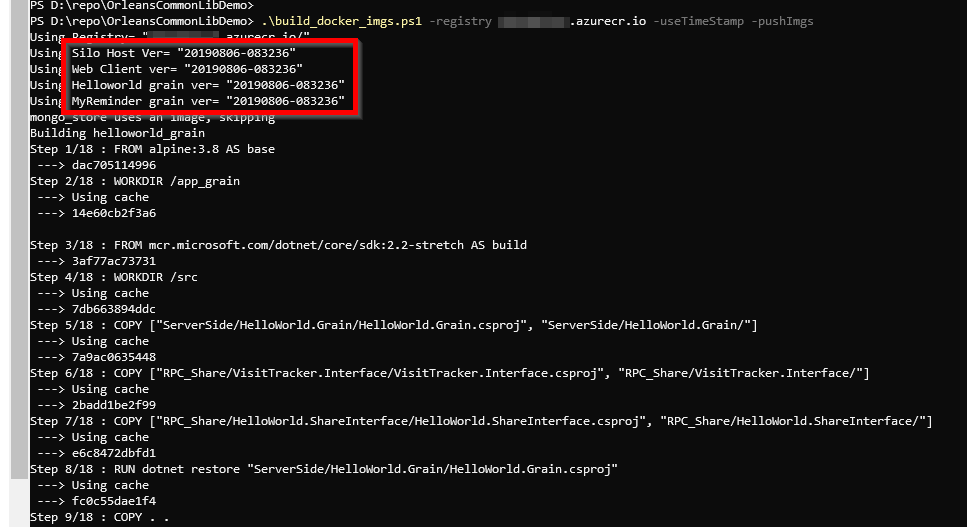 PS D:\repo\OrleansCommonLibDemo>
PS D:\repo\OrleansCommonLibDemo> .\build_docker_imgs.ps1 -registry .azurecr.io -useTimeStamp -pushImgs
Using Registry= " .azurecr.io/"
Using Silo Host Ver= "20190806-083236"
Using Web Client ver= "20190806-083236"
Using Helloworld grain ver= "20190806-083236"
Using MyReminder grain ver= "20190806-083236"
mongo_store uses an image, skipping
Building helloworld_grain
Step 1/18 : FROM alpine:3.8 AS base
---> dac705114996
Step 2/18 : WORKDIR /app_grain
---> Using cache
---> 14e60cb2f3a6
Step 3/18 : FROM mcr.microsoft.com/dotnet/core/sdk:2.2-stretch AS build
---> 3af77ac73731
Step 4/18 : WORKDIR /src
---> Using cache
---> 7db663894ddc
Step 5/18 : COPY ["ServerSide/HelloWorld.Grain/HelloWorld.Grain.csproj", "ServerSide/HelloWorld.Grain/"]
---> Using cache
---> 7a9ac0635448
Step 6/18 : COPY ["RPC_Share/VisitTracker.Interface/VisitTracker.Interface.csproj", "RPC_Share/VisitTracker.Interface/"]
---> Using cache
---> 2badd1be2f99
Step 7/18 : COPY ["RPC_Share/HelloWorld.ShareInterface/HelloWorld.ShareInterface.csproj", "RPC_Share/HelloWorld.ShareInterface/"]
---> Using cache
---> e6c8472dbfd1
Step 8/18 : RUN dotnet restore "ServerSide/HelloWorld.Grain/HelloWorld.Grain.csproj"
---> Using cache
---> fc0c55dae1f4
Step 9/18 : COPY . .